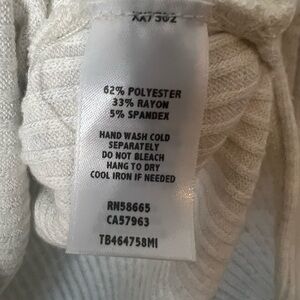 62% POLYESTER
33% RAYON
5% SPANDEX
HAND WASH COLD
SEPARATELY
DO NOT BLEACH
HANG TO DRY
COOL IRON IF NEEDED
RN58665
CA57963
TB464758MI